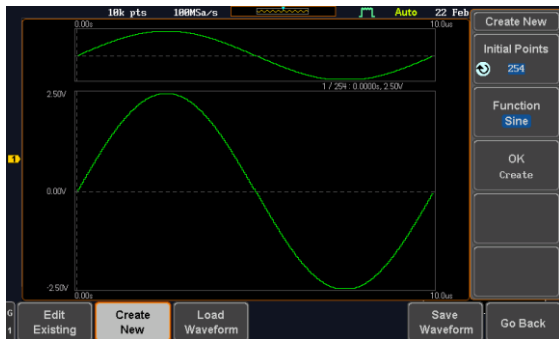 10k pts 100MSa/s Auto 22 Feb
Create New
0.00s 10.0us
Initial Points
254
1 / 254 : 0.0000s, 2.50V
2.50V
Function
Sine
1
OK
Create
0.00V
-2.50V
0.00s 10.0us
G
1
Edit
Existing
Create
New
Load
Waveform
Save
Waveform
Go Back